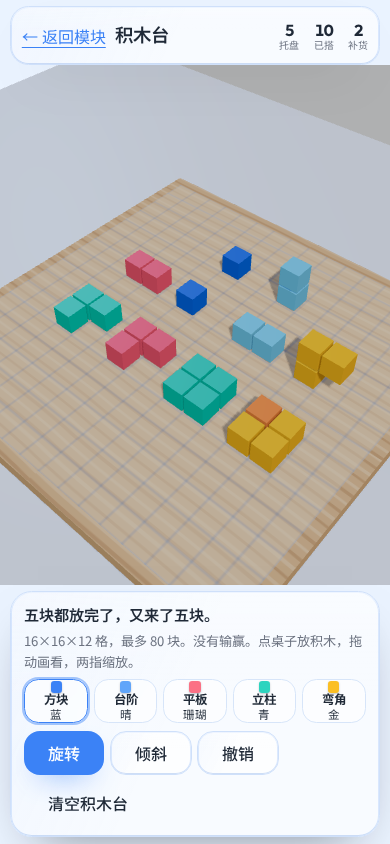 ← 返回模块 积木台
5 10 2
托盘 已搭 补货
五块都放完了，又来了五块。
16×16×12 格，最多 80 块。没有输赢。点桌子放积木，拖
动画看，两指缩放。
方块 台阶 平板 立柱 弯角
蓝 晴 珊瑚 青 金
旋转 倾斜 撤销
清空积木台